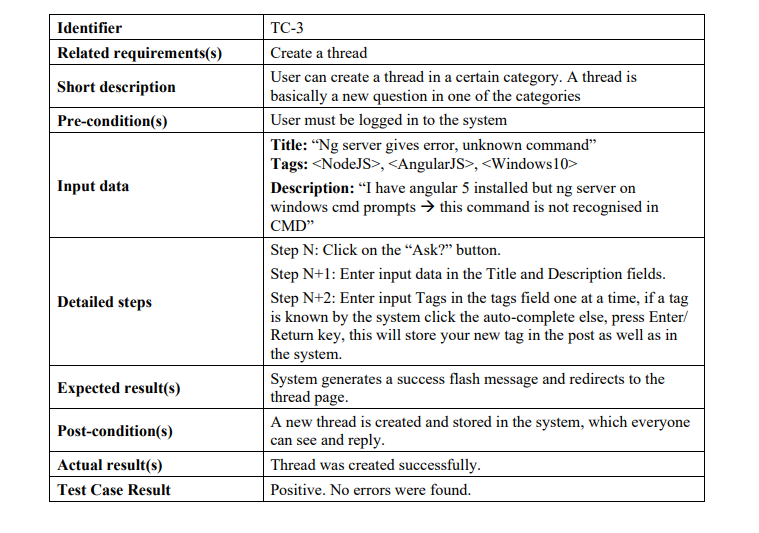 Identifier
TC-3
Related requirements(s)
Create a thread
Short description
User can create a thread in a certain category. A thread is
basically a new question in one of the categories
Pre-condition(s)
User must be logged in to the system
Input data
Title: “Ng server gives error, unknown command”
Tags: <NodeJS>, <AngularJS>, <Windows10>
Description: “I have angular 5 installed but ng server on
windows cmd prompts → this command is not recognised in
CMD”
Detailed steps
Step N: Click on the “Ask?” button.
Step N+1: Enter input data in the Title and Description fields.
Step N+2: Enter input Tags in the tags field one at a time, if a tag
is known by the system click the auto-complete else, press Enter/
Return key, this will store your new tag in the post as well as in
the system.
Expected result(s)
System generates a success flash message and redirects to the
thread page.
Post-condition(s)
A new thread is created and stored in the system, which everyone
can see and reply.
Actual result(s)
Thread was created successfully.
Test Case Result
Positive. No errors were found.